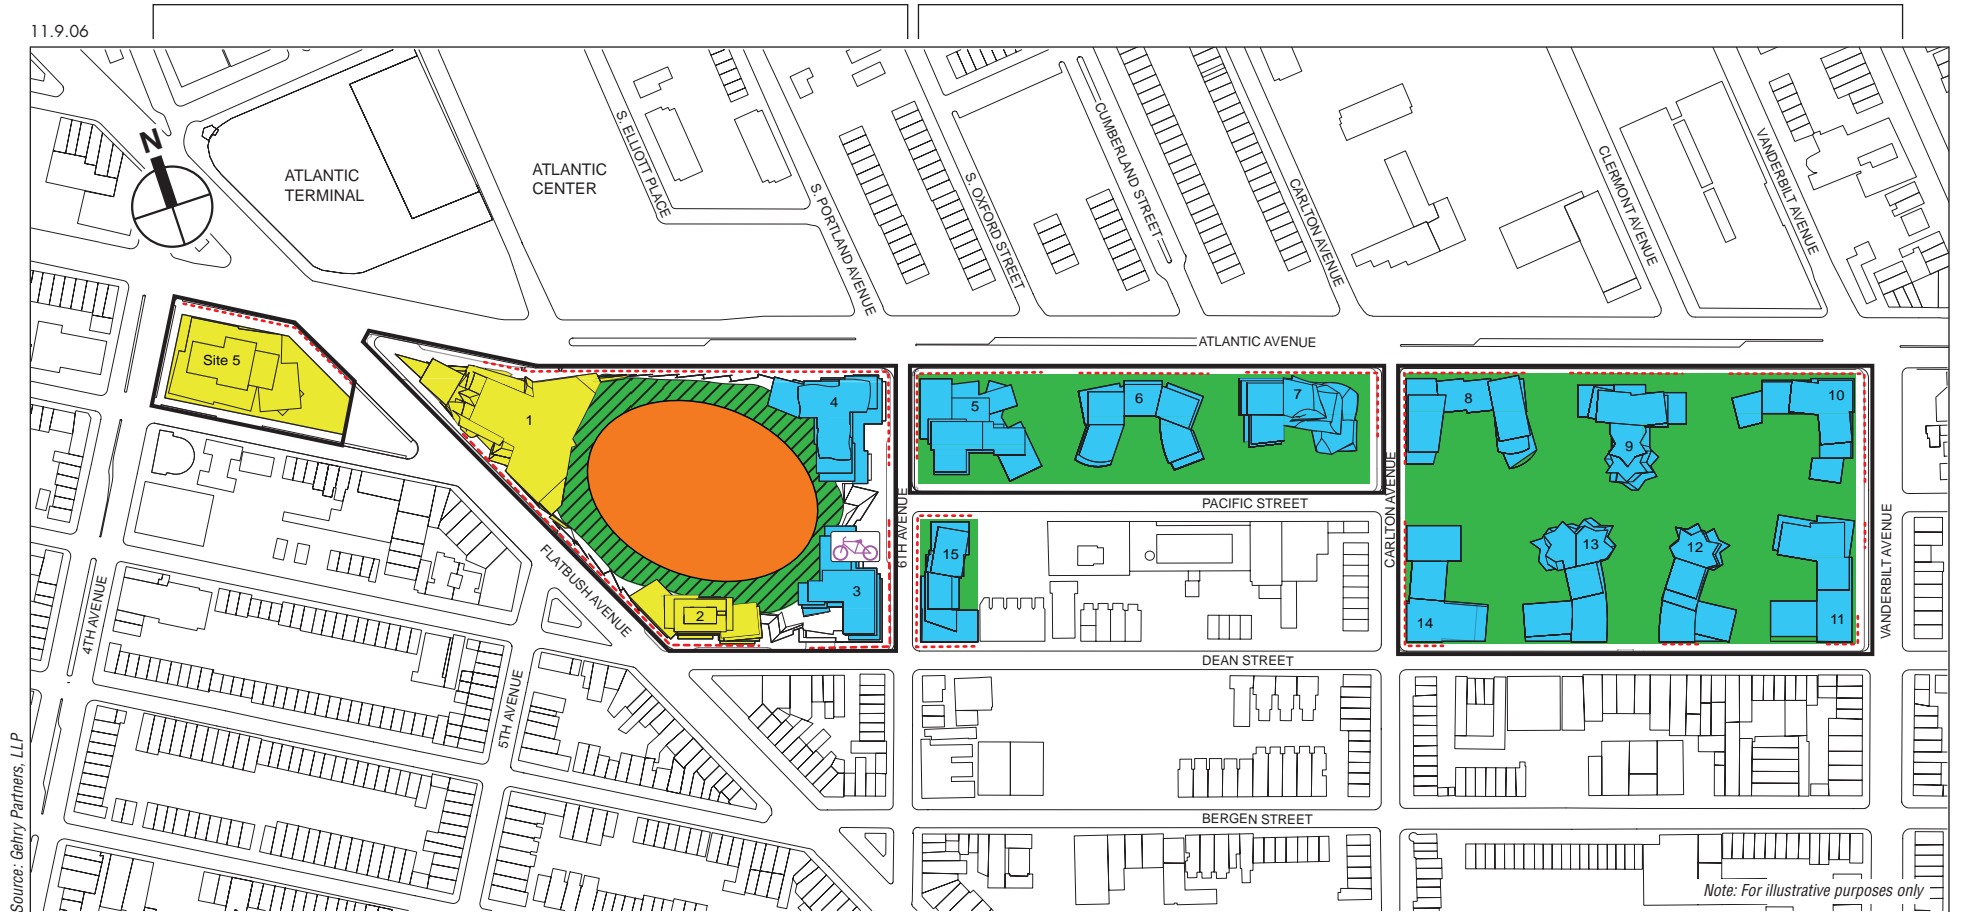 11.9.06
N
ATLANTIC
TERMINAL
ATLANTIC
CENTER
S. ELLIOTT PLACE
S. PORTLAND AVENUE
S. OXFORD STREET
CUMBERLAND STREET
CARLTON AVENUE
CLERMONT AVENUE
VANDERBILT AVENUE
ATLANTIC AVENUE
Site 5
1
4
5
6
7
8
9
10
PACIFIC STREET
6TH AVENUE
CARLTON AVENUE
VANDERBILT AVENUE
FLATBUSH AVENUE
15
13
12
3
2
14
11
4TH AVENUE
5TH AVENUE
DEAN STREET
BERGEN STREET
Source: Gehry Partners, LLP
Note: For illustrative purposes only